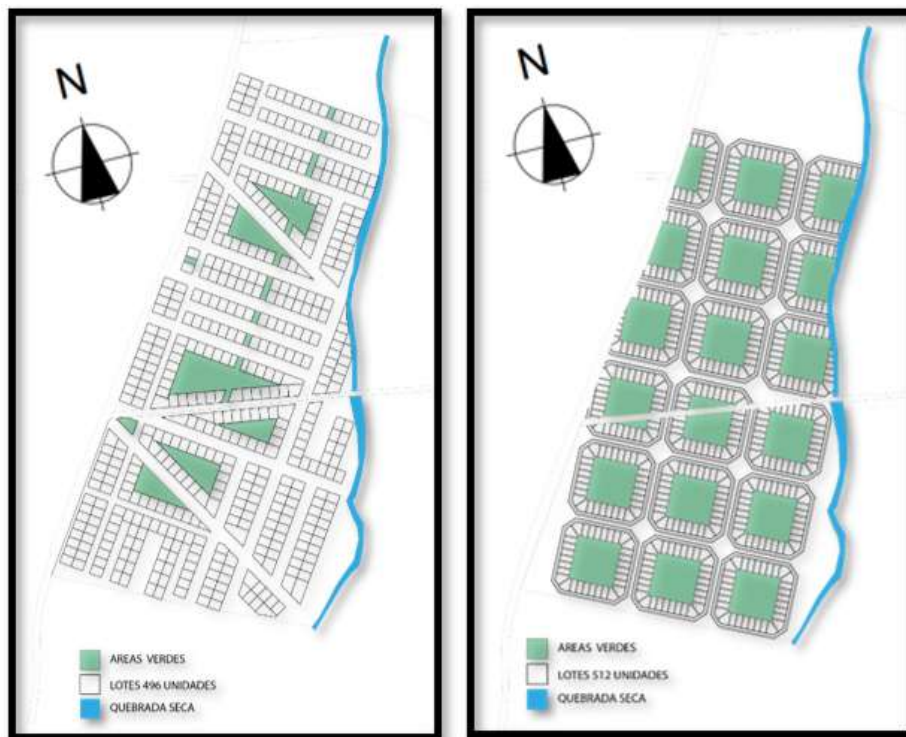 N
AREAS VERDES
LOTES 496 UNIDADES
QUEBRADA SECA
N
AREAS VERDES
LOTES 512 UNIDADES
QUEBRADA SECA